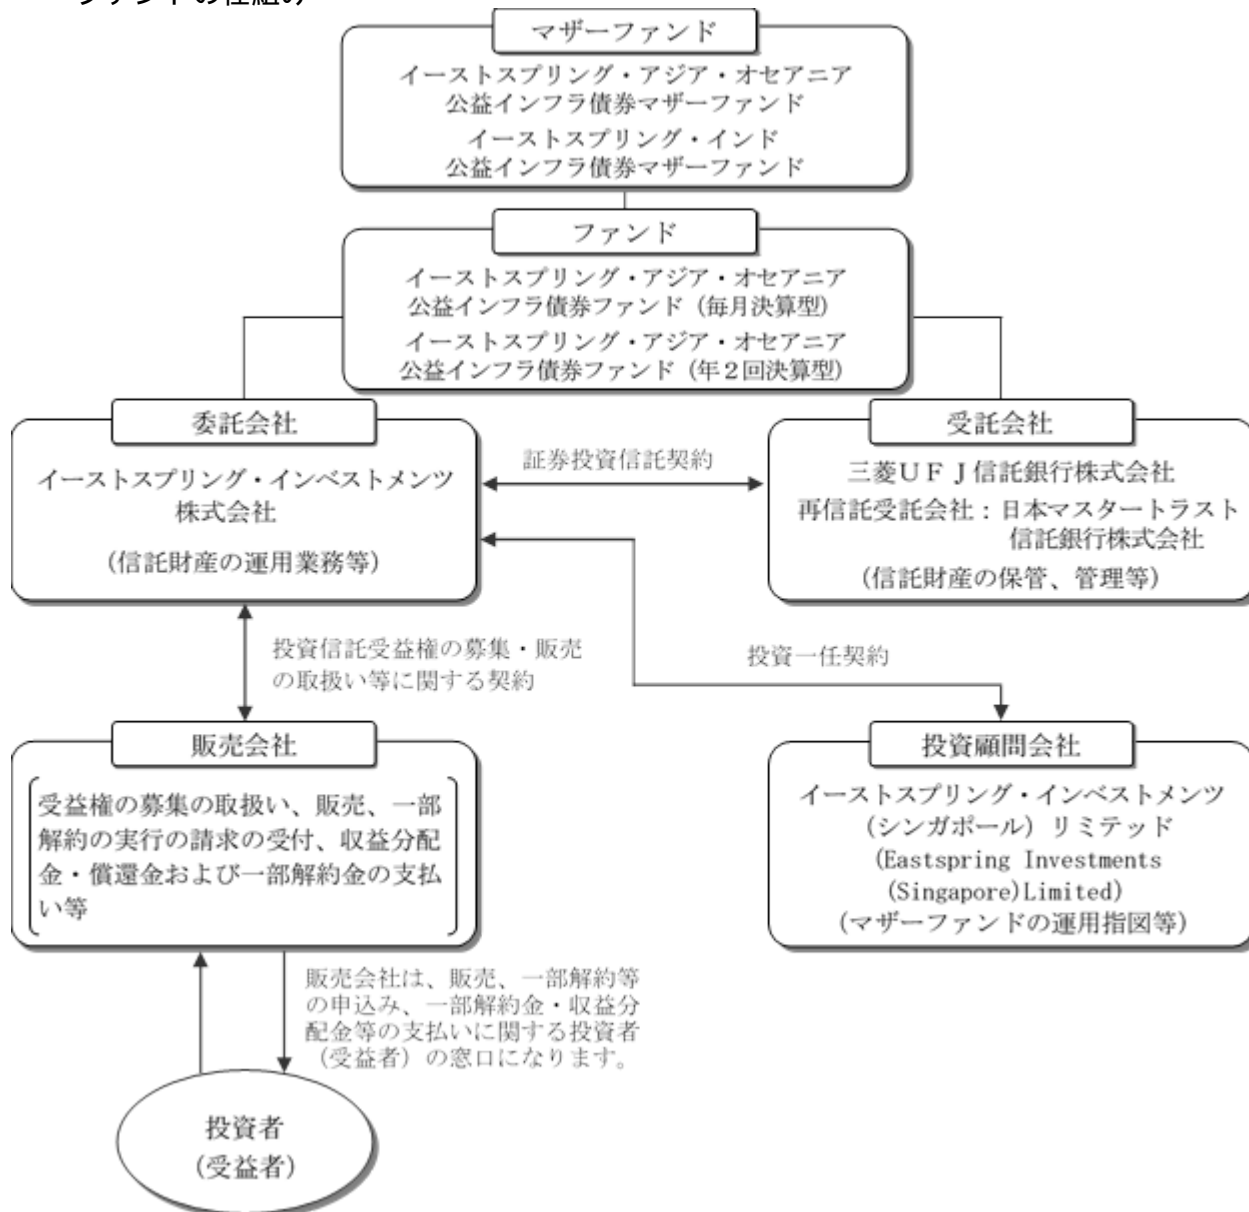 ファンドの仕組み
マザーファンド
イーストスプリング・アジア・オセアニア
公益インフラ債券マザーファンド
イーストスプリング・インド
公益インフラ債券マザーファンド
ファンド
イーストスプリング・アジア・オセアニア
公益インフラ債券ファンド（毎月決算型）
イーストスプリング・アジア・オセアニア
公益インフラ債券ファンド（年２回決算型）
委託会社
イーストスプリング・インベストメンツ
株式会社
（信託財産の運用業務等）
証券投資信託契約
受託会社
三菱ＵＦＪ信託銀行株式会社
再信託受託会社：日本マスタートラスト
信託銀行株式会社
（信託財産の保管、管理等）
投資信託受益権の募集・販売
の取扱い等に関する契約
投資一任契約
販売会社
受益権の募集の取扱い、販売、一部
解約の実行の請求の受付、収益分配
金・償還金および一部解約金の支払
い等
投資顧問会社
イーストスプリング・インベストメンツ
（シンガポール）リミテッド
(Eastspring Investments
(Singapore)Limited)
（マザーファンドの運用指図等）
販売会社は、販売、一部解約等
の申込み、一部解約金・収益分
配金等の支払いに関する投資者
（受益者）の窓口になります。
投資者
（受益者）